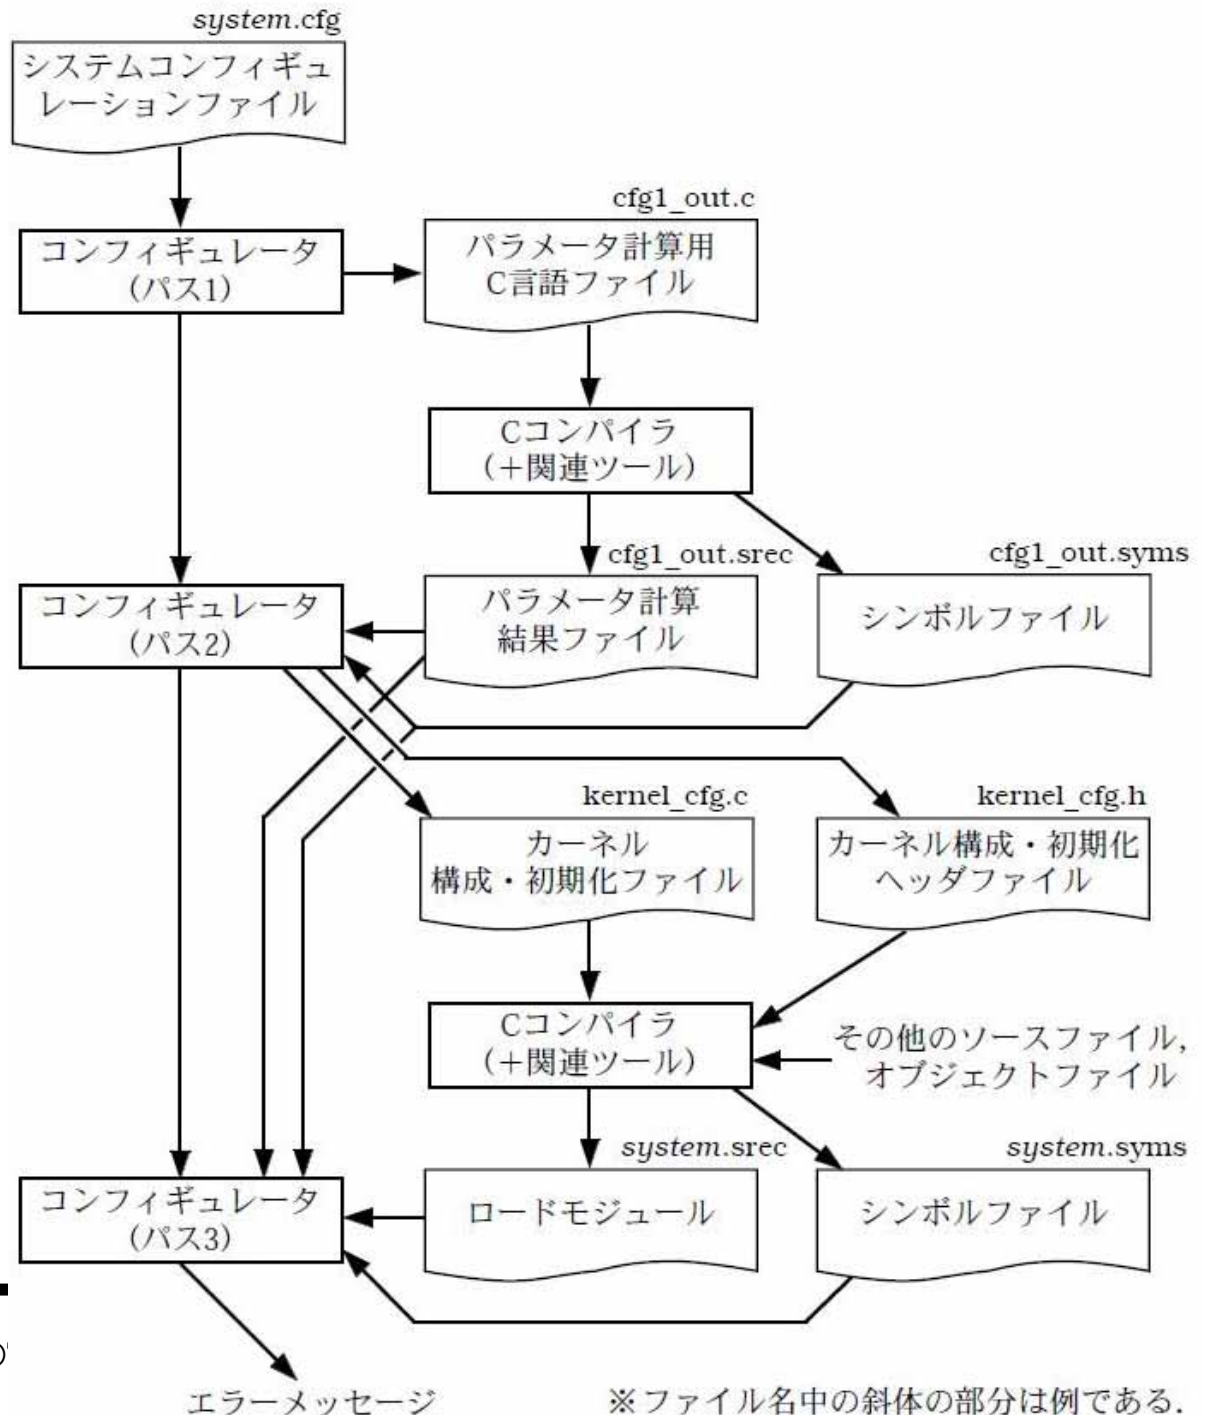 system.cfg
システムコンフィギュ
レーションファイル
cfg1_out.c
コンフィギュレータ
(パス1)
パラメータ計算用
C言語ファイル
Cコンパイラ
(＋関連ツール)
cfg1_out.srec
cfg1_out.syms
コンフィギュレータ
(パス2)
パラメータ計算
結果ファイル
シンボルファイル
kernel_cfg.c
kernel_cfg.h
カーネル
構成・初期化ファイル
カーネル構成・初期化
ヘッダファイル
Cコンパイラ
(＋関連ツール)
その他のソースファイル,
オブジェクトファイル
system.srec
system.syms
コンフィギュレータ
(パス3)
ロードモジュール
シンボルファイル
エラーメッセージ
※ファイル名中の斜体の部分は例である.